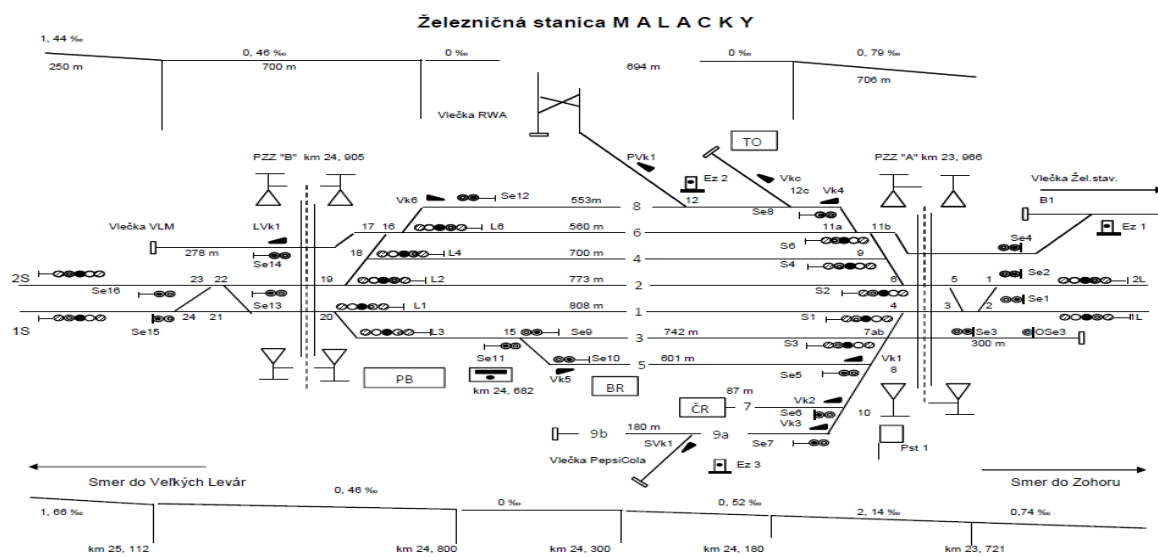 Železničná stanica M A L A C K Y
1, 44 ‰
0, 46 ‰
0 ‰
0 ‰
0, 79 ‰
250 m
700 m
694 m
706 m
Vlečka RWA
TO
PZZ "B" km 24, 905
PVk1
Ez 2
Vkc
12c
PZZ "A" km 23, 966
Vlečka Žel.stav.
B1
Vk6
Se12
553m
8
12
Se8
Vk4
Ez 1
Vlečka VLM
LVk1
17
16
L6
560 m
6
11a
11b
Se4
278 m
Se14
18
L4
700 m
4
S6
S4
9
2S
23
22
19
L2
773 m
2
S2
6
5
1
Se2
2L
Se16
Se13
L1
808 m
Se1
1S
Se15
24
21
20
1
S1
4
3
2
1L
L3
15
Se9
742 m
3
7ab
S3
Se3
OSe3
300 m
Se11
Se10
601 m
5
Vk1
8
PB
Vk5
BR
Se5
km 24, 682
87 m
ČR
7
Vk2
Se6
Vk3
10
9b
180 m
9a
SVk1
Se7
Pst 1
Vlečka PepsiCola
Ez 3
Smer do Veľkých Levár
Smer do Zohoru
1, 66 ‰
0, 46 ‰
0 ‰
0, 52 ‰
2, 14 ‰
0,74 ‰
km 25, 112
km 24, 800
km 24, 300
km 24, 180
km 23, 721